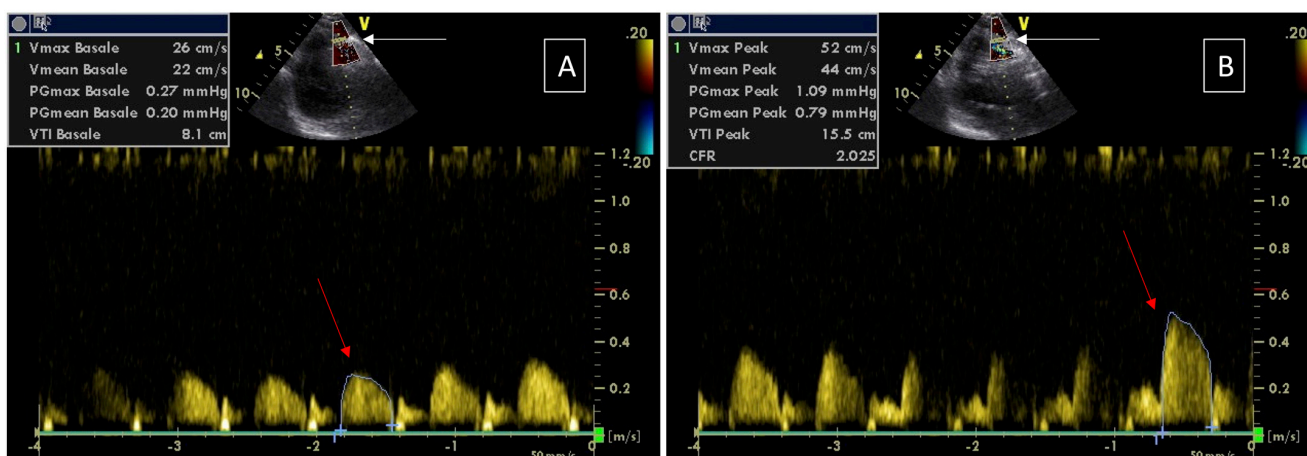 1 Vmax Basale 26 cm/s
Vmean Basale 22 cm/s
PGmax Basale 0.27 mmHg
PGmean Basale 0.20 mmHg
VTI Basale 8.1 cm
V
5
10
A
.20
-.20
1.2
1.0
0.8
0.6
0.4
0.2
[m/s]
-4 -3 -2 -1 0
50 mm/s
1 Vmax Peak 52 cm/s
Vmean Peak 44 cm/s
PGmax Peak 1.09 mmHg
PGmean Peak 0.79 mmHg
VTI Peak 15.5 cm
CFR 2.025
V
5
10
B
.20
-.20
1.2
1.0
0.8
0.6
0.4
0.2
[m/s]
-4 -3 -2 -1 0
50 mm/s